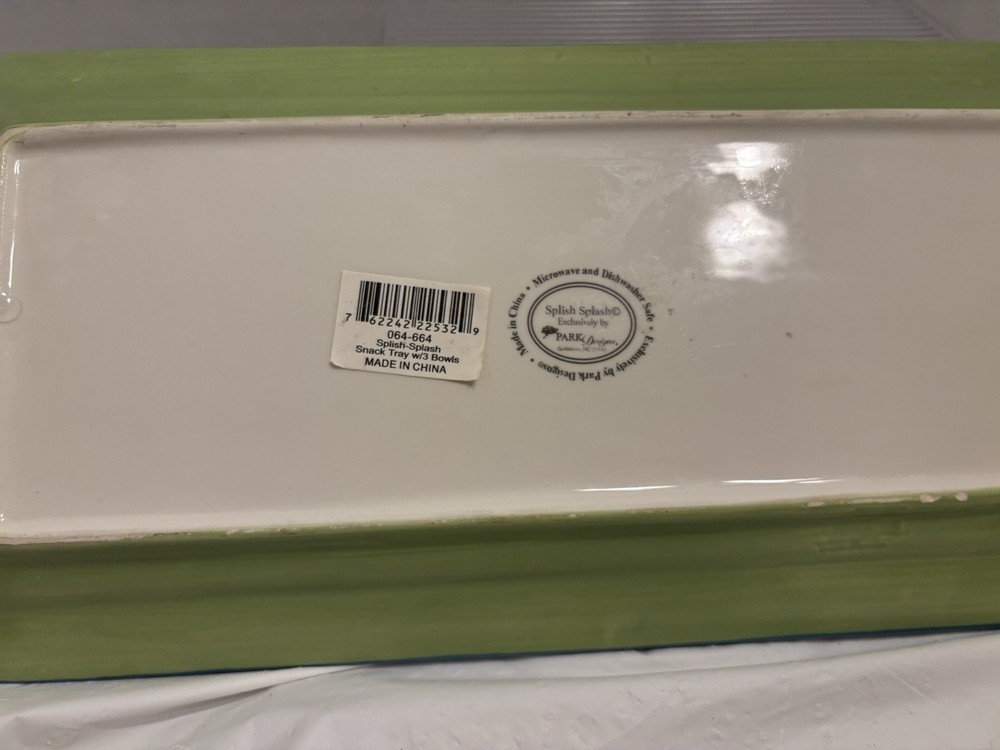 7 62242 22532 9
064-664
Splish-Splash
Snack Tray w/3 Bowls
MADE IN CHINA
• Microwave and Dishwasher Safe • Exclusively by Park Designs® • Made in China
Splish Splash©
Exclusively by
PARK Designs